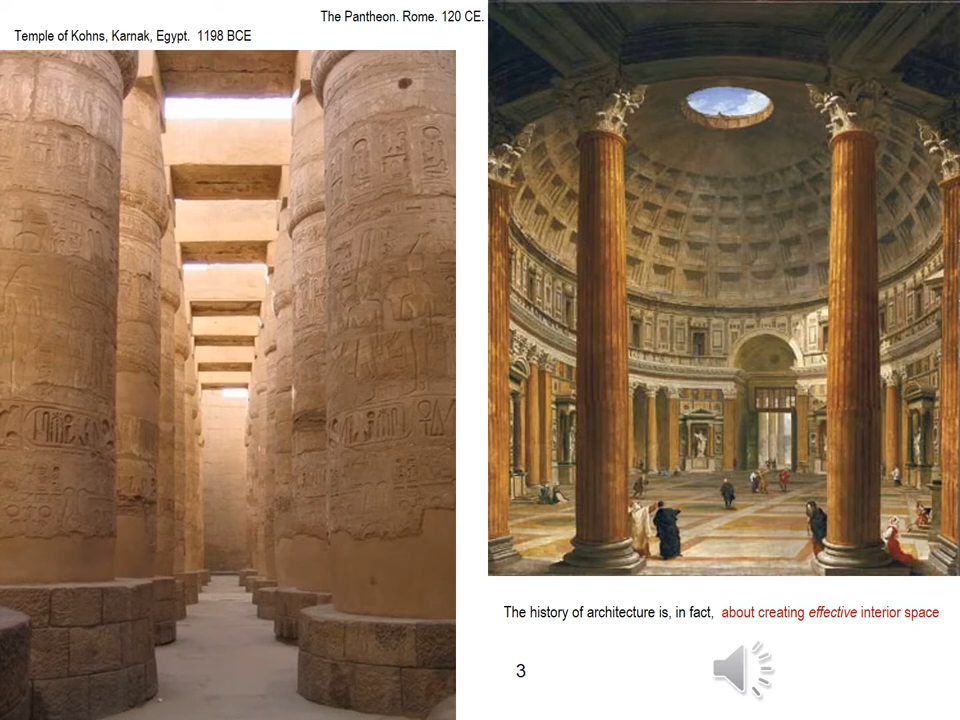 The Pantheon. Rome. 120 CE.
Temple of Kohns, Karnak, Egypt.  1198 BCE
The history of architecture is, in fact,  about creating effective interior space
3